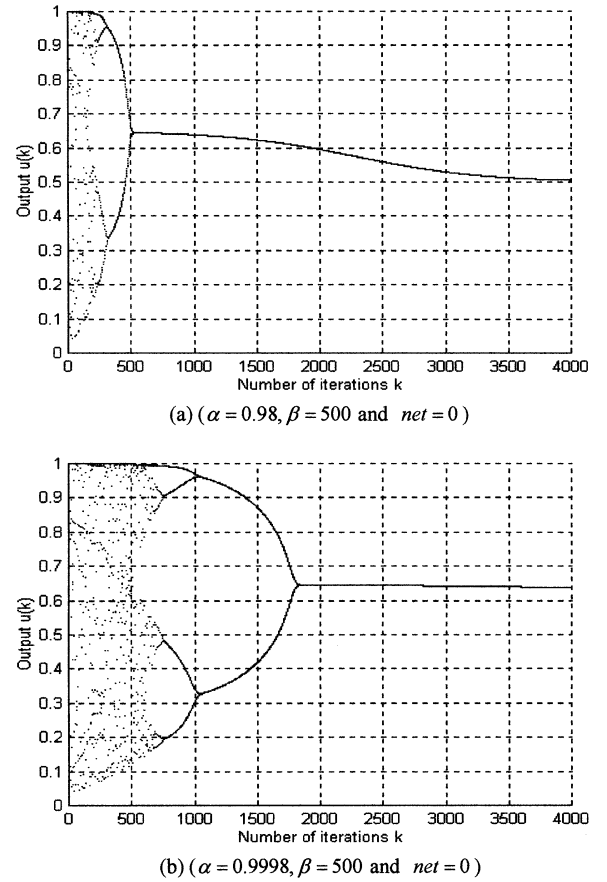 1
0.9
0.8
0.7
0.6
0.5
0.4
0.3
0.2
0.1
0
Output u(k)
0 500 1000 1500 2000 2500 3000 3500 4000
Number of iterations k
(a) ( α = 0.98, β = 500 and net = 0 )
1
0.9
0.8
0.7
0.6
0.5
0.4
0.3
0.2
0.1
0
Output u(k)
0 500 1000 1500 2000 2500 3000 3500 4000
Number of iterations k
(b) ( α = 0.9998, β = 500 and net = 0 )